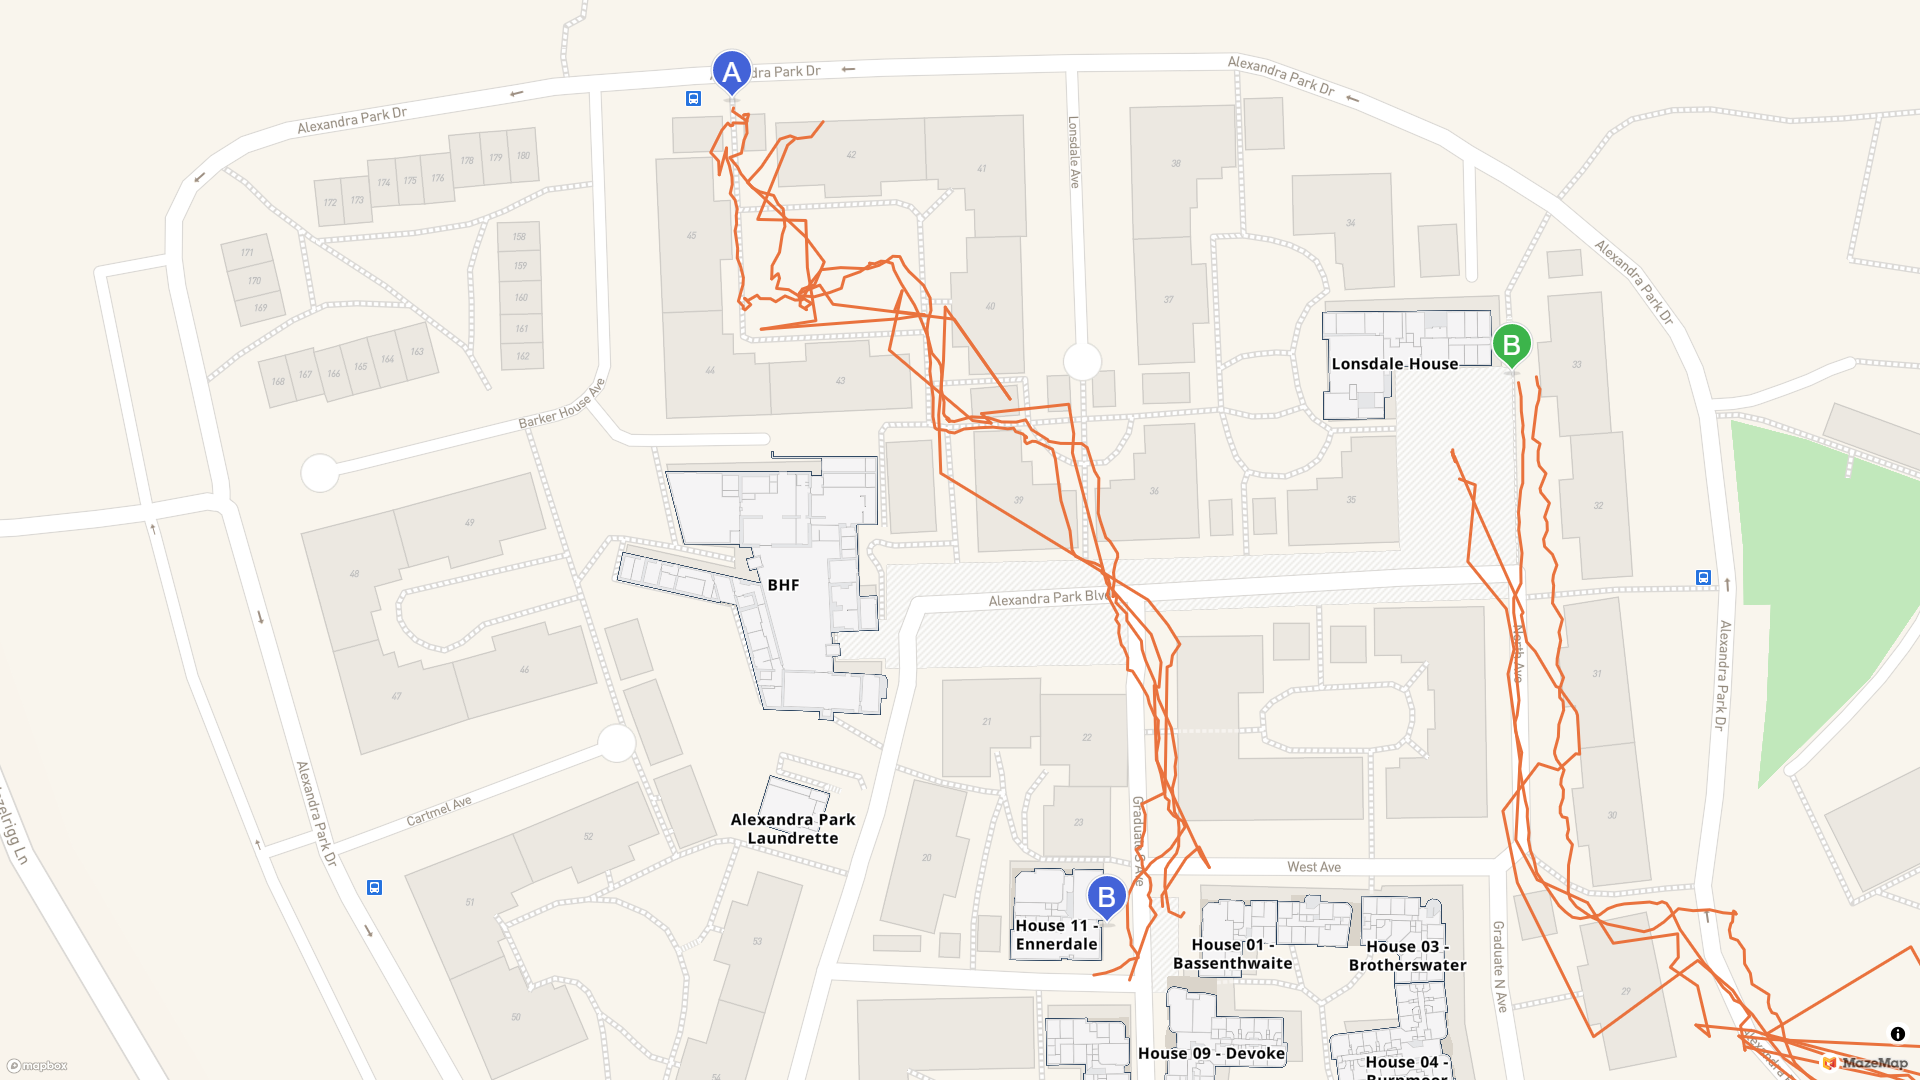 A
Alexandra Park Dr
Alexandra Park Dr
Alexandra Park Dr
Lonsdale Ave
42
41
38
178
179
180
174
175
176
172
173
45
34
158
171
159
170
160
169
161
162
37
40
Alexandra Park Dr
168
167
166
165
164
163
B
Lonsdale House
33
44
43
Barker House Ave
39
36
35
32
49
48
BHF
Alexandra Park Blvd
46
47
North Ave
31
Alexandra Park Dr
21
22
Alexandra Park Dr
Cartmel Ave
Alexandra Park
Laundrette
23
Graduate S Ave
30
52
20
West Ave
B
51
House 11 -
Ennerdale
House 01 -
Bassenthwaite
House 03 -
Brotherswater
53
Graduate N Ave
29
50
House 09 - Devoke
House 04 -
mapbox
MazeMap